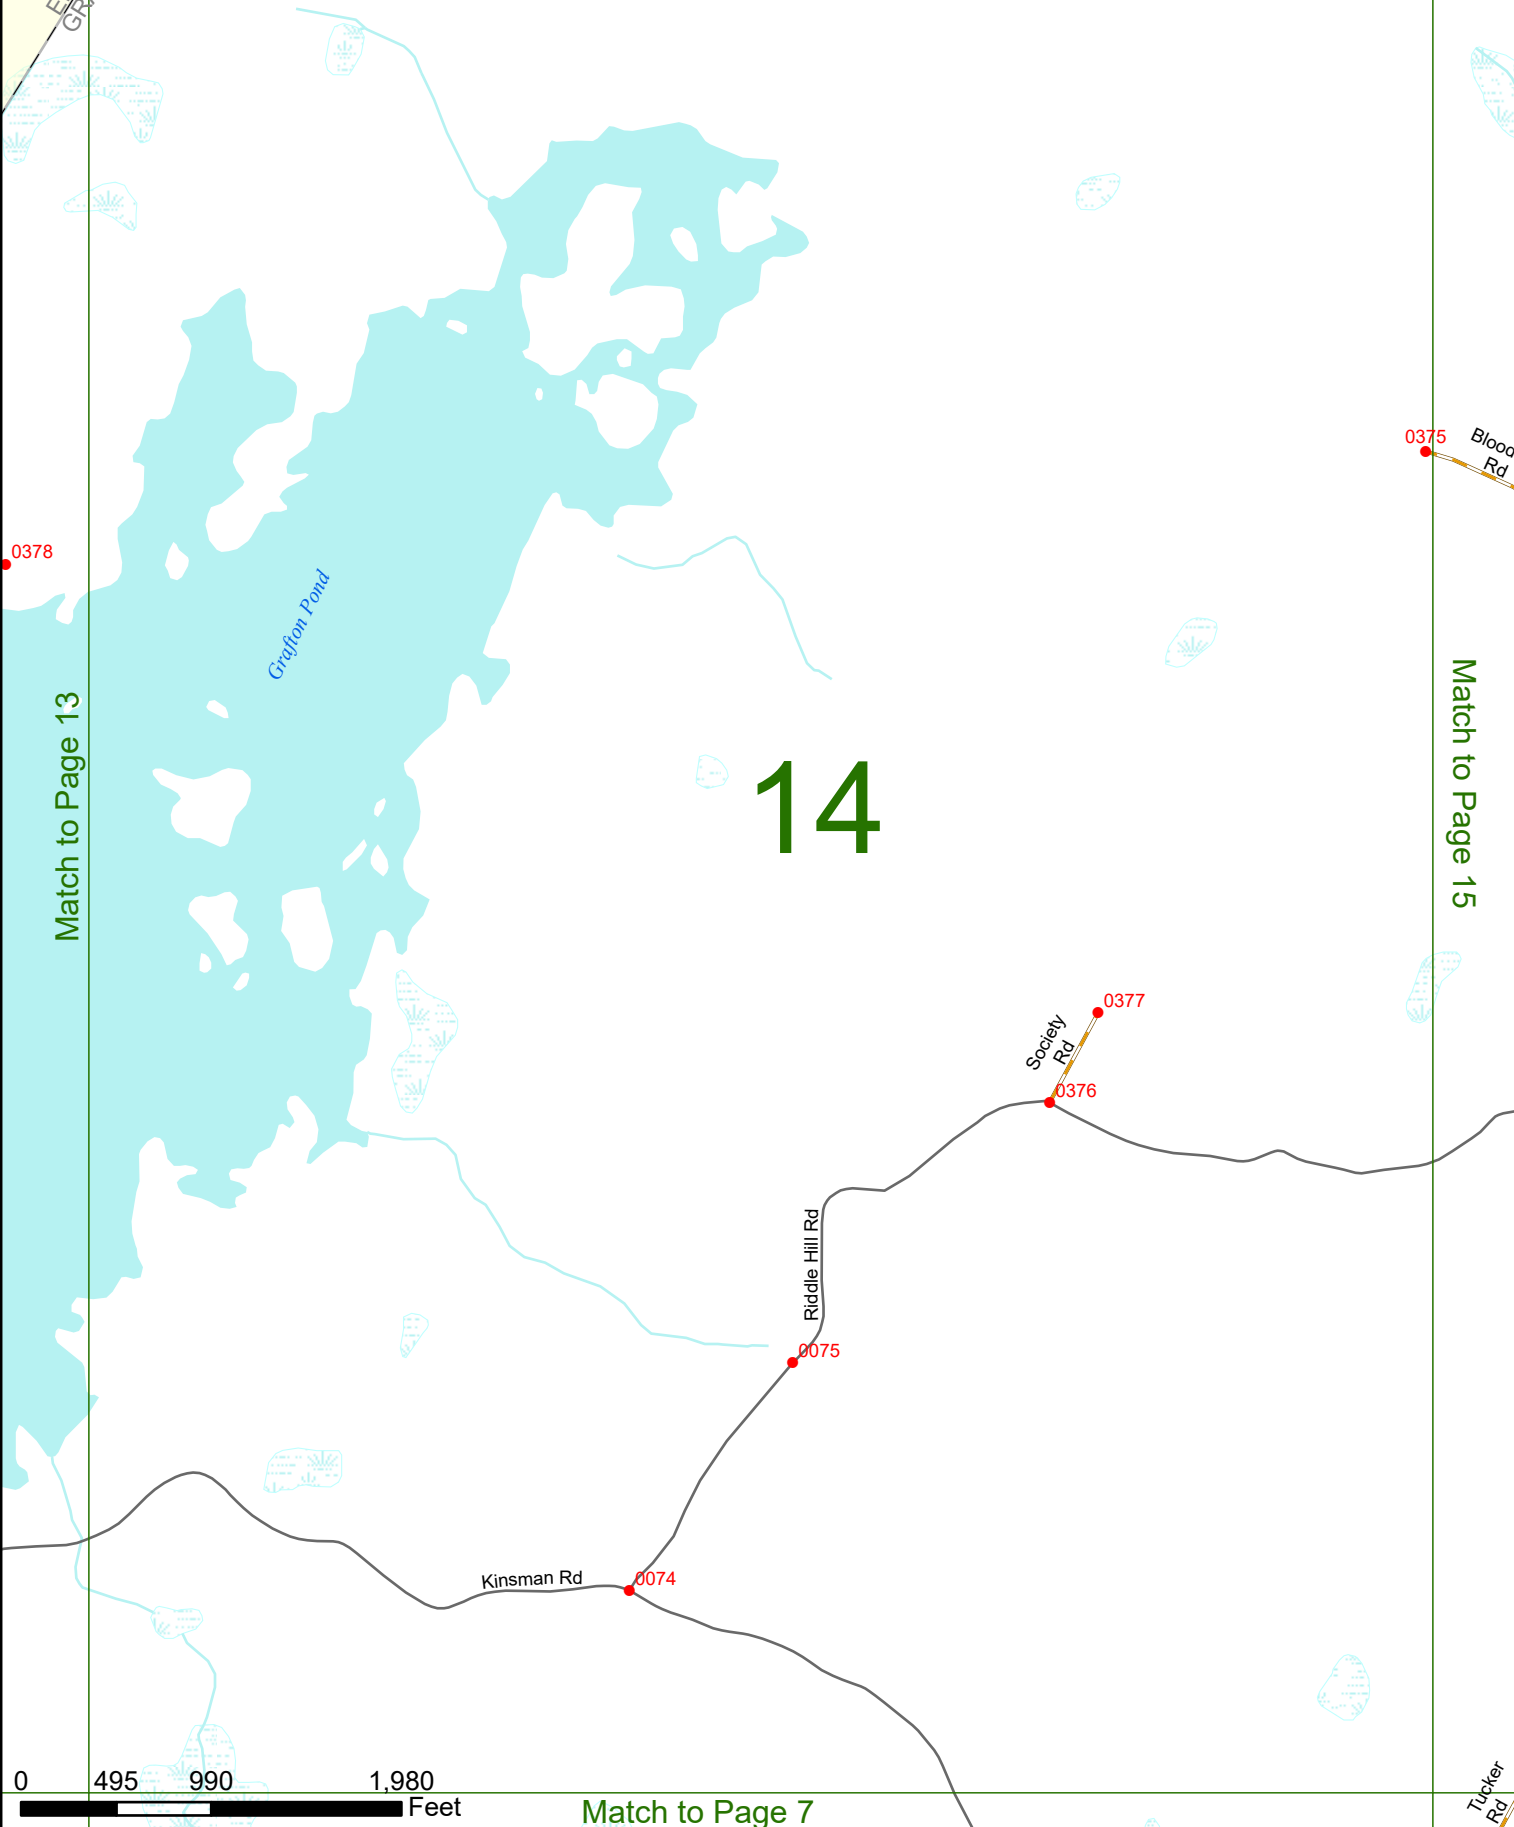 0375
Blood
Rd
0378
Grafton Pond
Match to Page 13
Match to Page 15
14
0377
Society
Rd
0376
Riddle Hill Rd
0075
Kinsman Rd
0074
Tucker
Rd
0 495 990 1,980
Feet
Match to Page 7